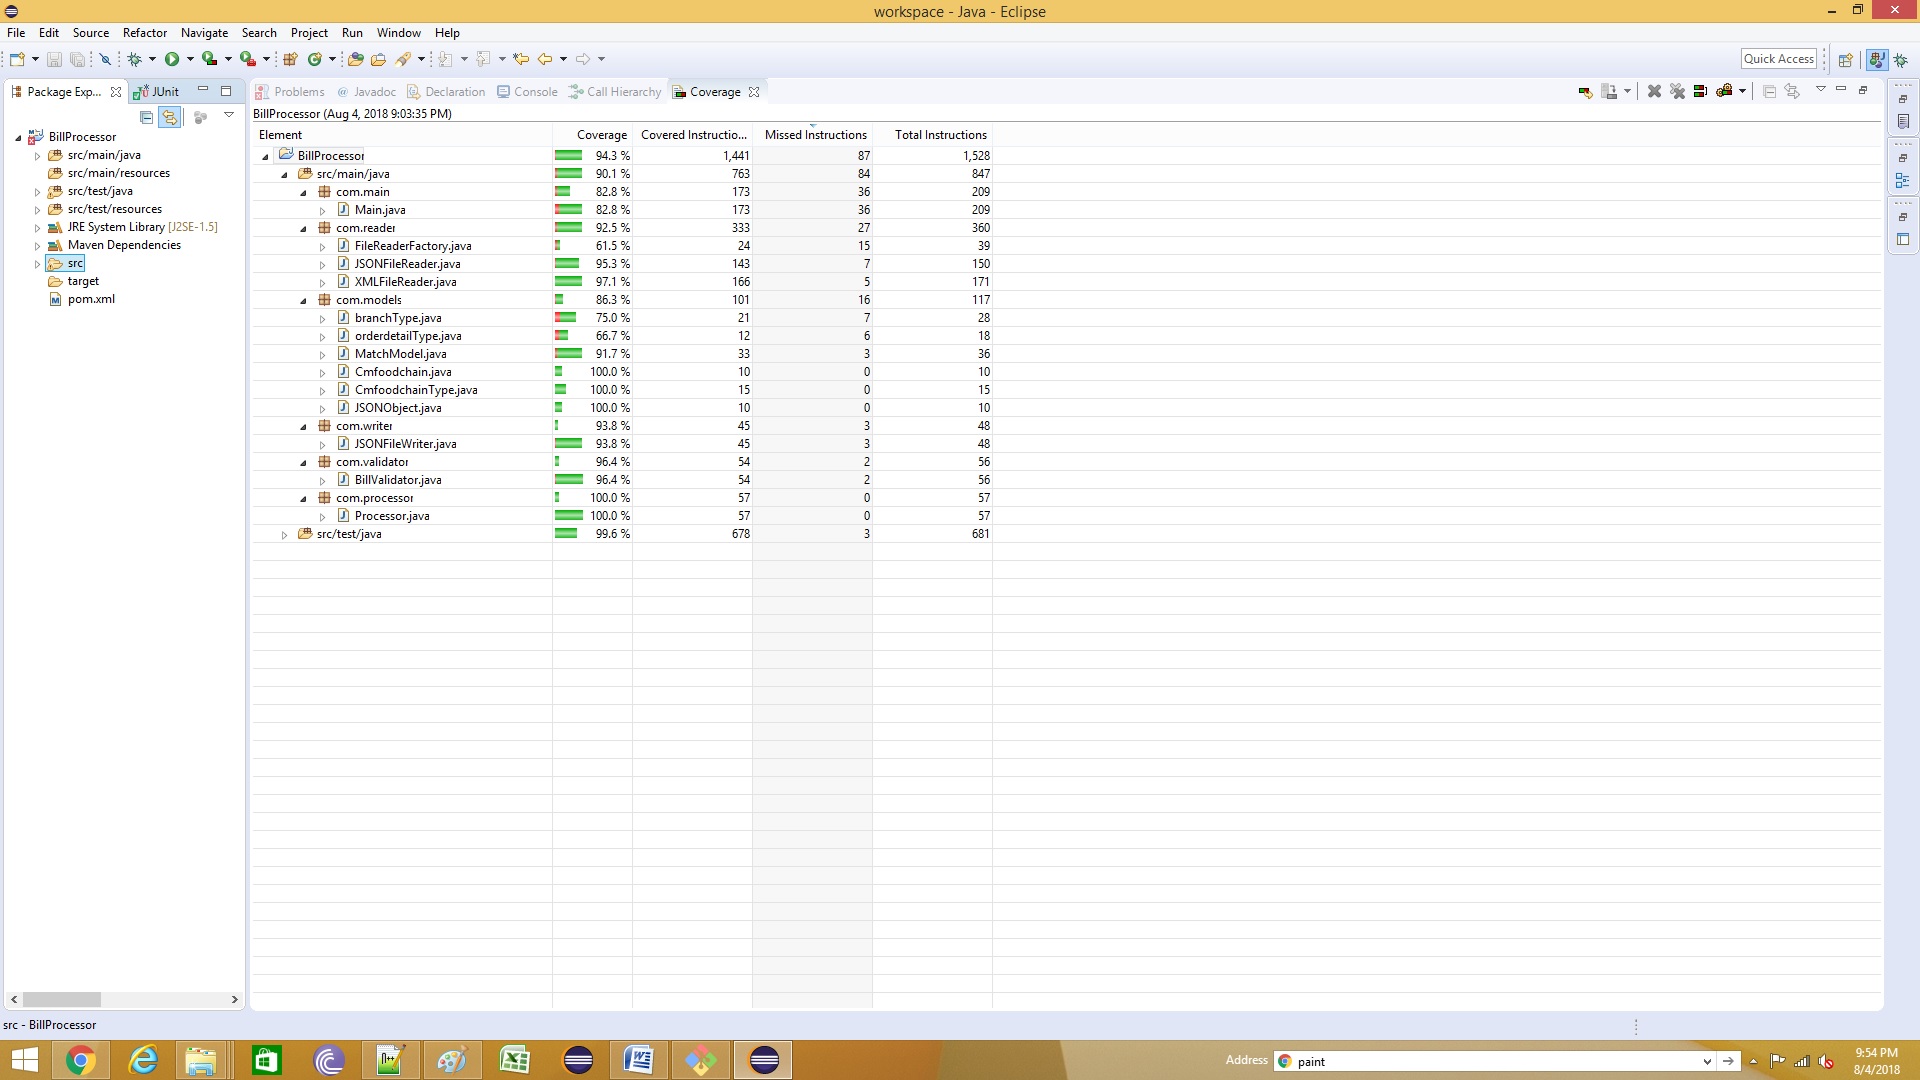 workspace - Java - Eclipse
File Edit Source Refactor Navigate Search Project Run Window Help
Quick Access
Package Exp... JUnit
Problems Javadoc Declaration Console Call Hierarchy Coverage
BillProcessor (Aug 4, 2018 9:03:35 PM)
Element Coverage Covered Instructio... Missed Instructions Total Instructions
BillProcessor 94.3 % 1,441 87 1,528
src/main/java 90.1 % 763 84 847
com.main 82.8 % 173 36 209
Main.java 82.8 % 173 36 209
com.reader 92.5 % 333 27 360
FileReaderFactory.java 61.5 % 24 15 39
JSONFileReader.java 95.3 % 143 7 150
XMLFileReader.java 97.1 % 166 5 171
com.models 86.3 % 101 16 117
branchType.java 75.0 % 21 7 28
orderdetailType.java 66.7 % 12 6 18
MatchModel.java 91.7 % 33 3 36
Cmfoodchain.java 100.0 % 10 0 10
CmfoodchainType.java 100.0 % 15 0 15
JSONObject.java 100.0 % 10 0 10
com.writer 93.8 % 45 3 48
JSONFileWriter.java 93.8 % 45 3 48
com.validator 96.4 % 54 2 56
BillValidator.java 96.4 % 54 2 56
com.processor 100.0 % 57 0 57
Processor.java 100.0 % 57 0 57
src/test/java 99.6 % 678 3 681
BillProcessor
src/main/java
src/main/resources
src/test/java
src/test/resources
JRE System Library [J2SE-1.5]
Maven Dependencies
src
target
pom.xml
src - BillProcessor
Address paint
9:54 PM
8/4/2018